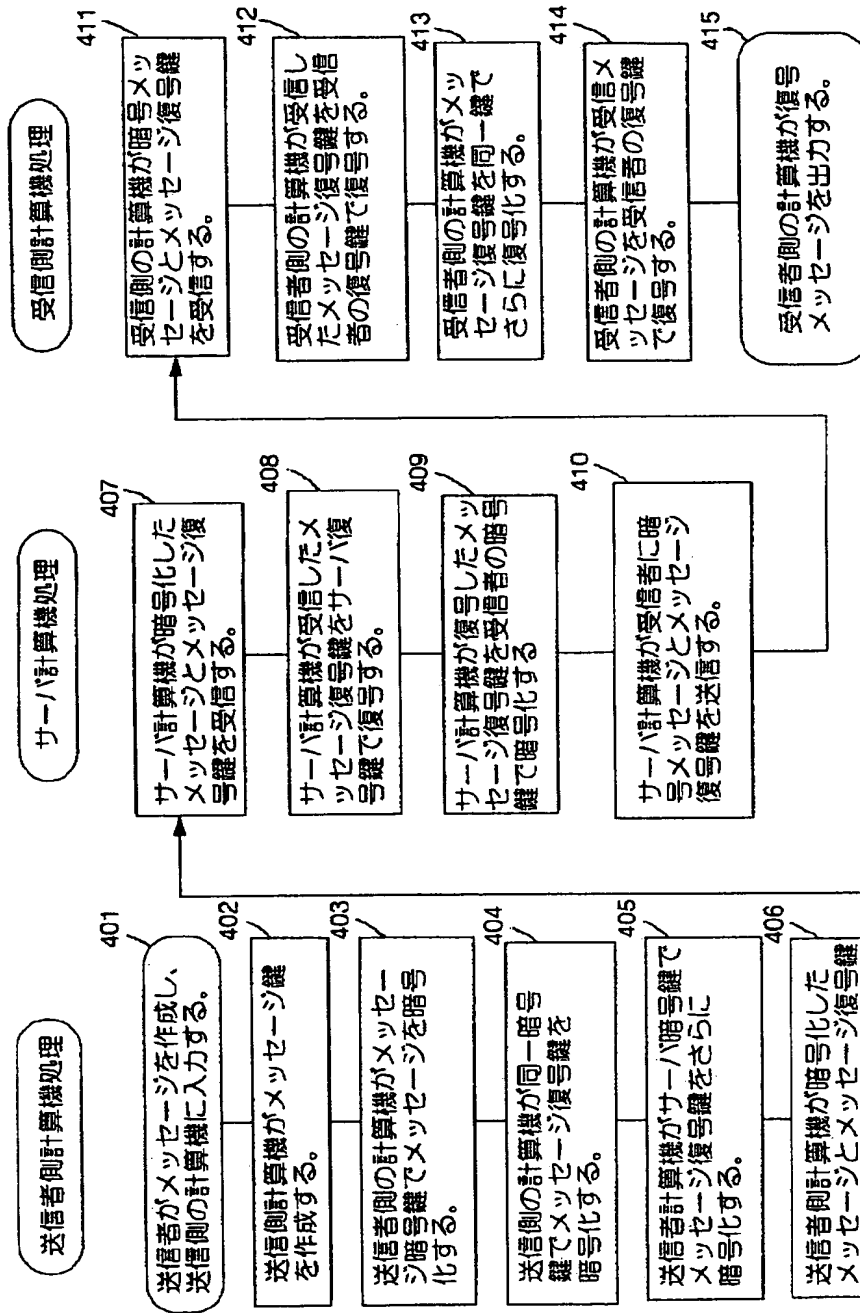 送信者側計算機処理
401
送信者がメッセージを作成し、
送信側の計算機に入力する。
402
送信側計算機がメッセージ鍵
を作成する。
403
送信者側の計算機がメッセー
ジ暗号鍵でメッセージを暗号
化する。
404
送信側の計算機が同一暗号
鍵でメッセージ復号鍵を
暗号化する。
405
送信者計算機がサーバ暗号鍵で
メッセージ復号鍵をさらに
暗号化する。
406
送信者側計算機が暗号化した
メッセージとメッセージ復号鍵
サーバ計算機処理
407
サーバ計算機が暗号化した
メッセージとメッセージ復
号鍵を受信する。
408
サーバ計算機が受信したメ
ッセージ復号鍵をサーバ復
号鍵で復号する。
409
サーバ計算機が復号したメッ
セージ復号鍵を受信者の暗号
鍵で暗号化する
410
サーバ計算機が受信者に暗
号メッセージとメッセージ
復号鍵を送信する。
受信側計算機処理
411
受信側の計算機が暗号メッ
セージとメッセージ復号鍵
を受信する。
412
受信者側の計算機が受信し
たメッセージ復号鍵を受信
者の復号鍵で復号する。
413
受信者側の計算機がメッ
セージ復号鍵を同一鍵で
さらに復号化する。
414
受信者側の計算機が受信メ
ッセージを受信者の復号鍵
で復号する。
415
受信者側の計算機が復号
メッセージを出力する。